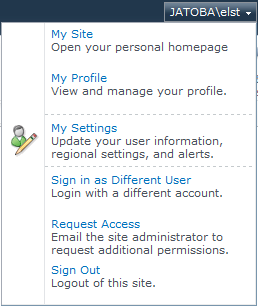 JATOBA\elst
My Site
Open your personal homepage
My Profile
View and manage your profile.
My Settings
Update your user information,
regional settings, and alerts.
Sign in as Different User
Login with a different account.
Request Access
Email the site administrator to
request additional permissions.
Sign Out
Logout of this site.